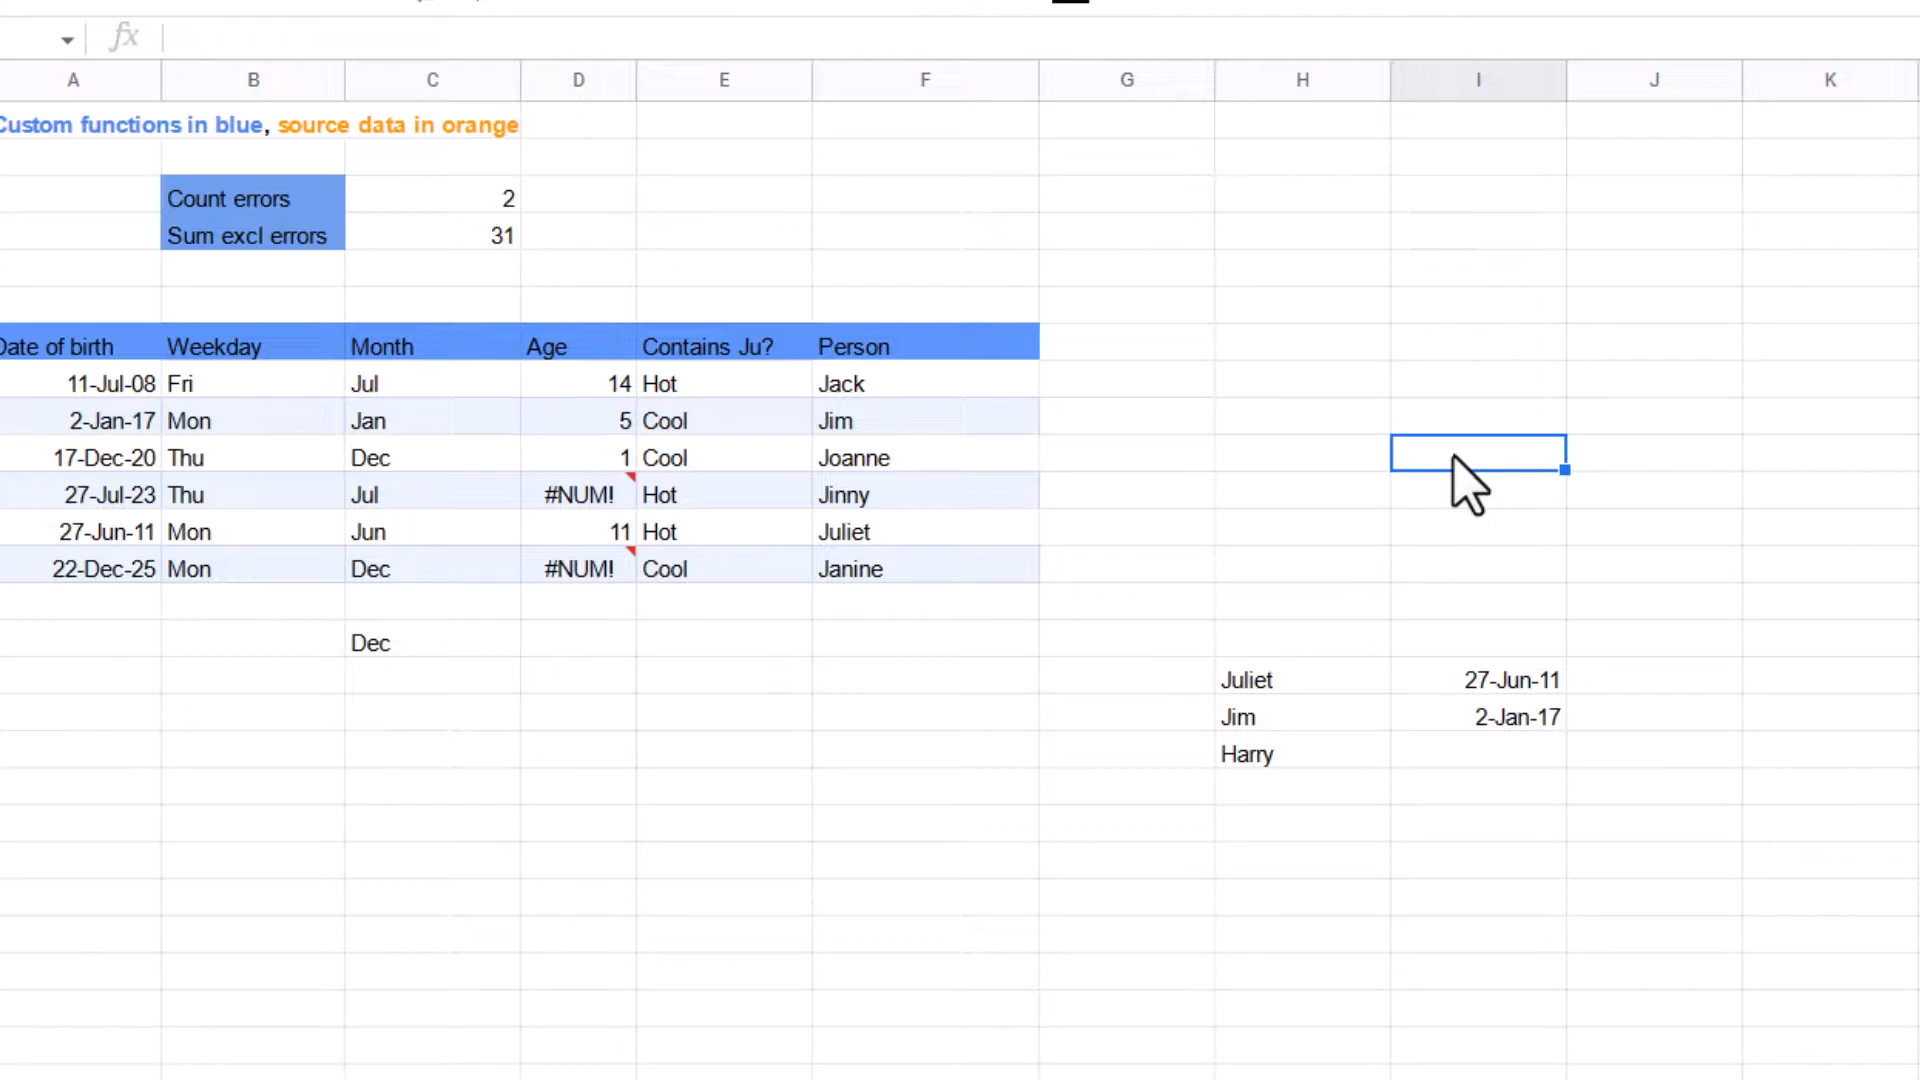 fx
A B C D E F G H I J K
Custom functions in blue, source data in orange
Count errors 2
Sum excl errors 31
Date of birth Weekday Month Age Contains Ju? Person
11-Jul-08 Fri Jul 14 Hot Jack
2-Jan-17 Mon Jan 5 Cool Jim
17-Dec-20 Thu Dec 1 Cool Joanne
27-Jul-23 Thu Jul #NUM! Hot Jinny
27-Jun-11 Mon Jun 11 Hot Juliet
22-Dec-25 Mon Dec #NUM! Cool Janine
Dec
Juliet 27-Jun-11
Jim 2-Jan-17
Harry